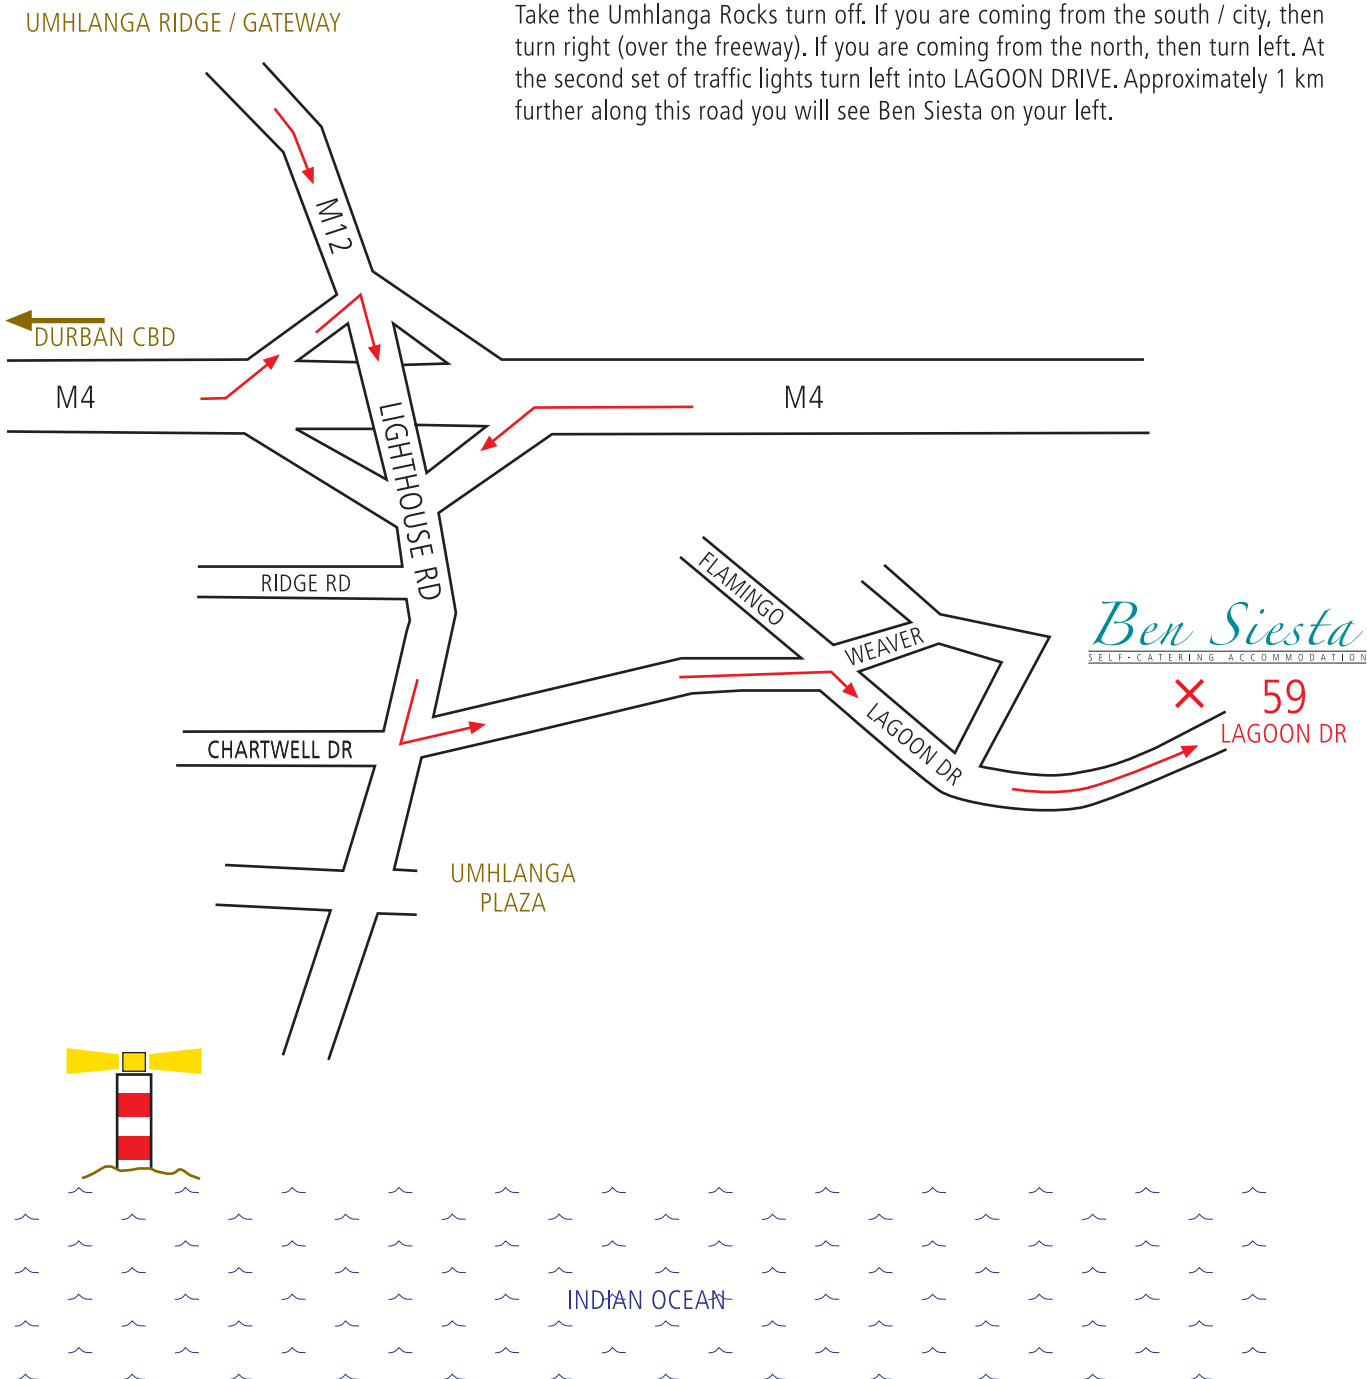 UMHLANGA RIDGE / GATEWAY
Take the Umhlanga Rocks turn off. If you are coming from the south / city, then
turn right (over the freeway). If you are coming from the north, then turn left. At
the second set of traffic lights turn left into LAGOON DRIVE. Approximately 1 km
further along this road you will see Ben Siesta on your left.
M12
DURBAN CBD
M4
M4
LIGHTHOUSE RD
RIDGE RD
FLAMINGO
WEAVER
Ben Siesta
SELF-CATERING ACCOMMODATION
59
LAGOON DR
LAGOON DR
CHARTWELL DR
UMHLANGA
PLAZA
INDIAN OCEAN